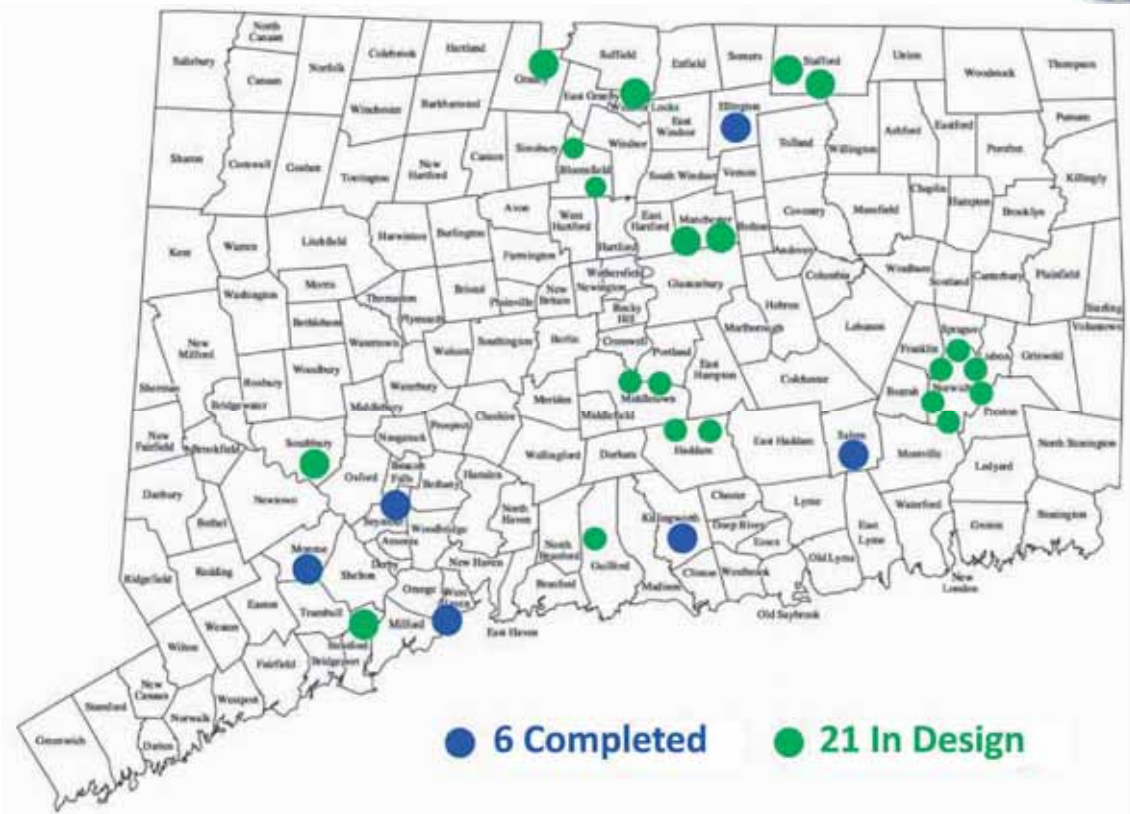 North
Canaan
Salisbury
Canaan
Norfolk
Colebrook
Hartland
Granby
Suffield
East Granby
Windsor Locks
Enfield
Somers
Stafford
Union
Woodstock
Thompson
Putnam
Winchester
Barkhamsted
East
Windsor
Ellington
Tolland
Willington
Ashford
Eastford
Pomfret
Killingly
Sharon
Cornwall
Goshen
Torrington
New
Hartford
Canton
Simsbury
Bloomfield
Windsor
South Windsor
Vernon
Chaplin
Mansfield
Hampton
Brooklyn
Coventry
Avon
West
Hartford
Hartford
East
Hartford
Manchester
Bolton
Andover
Columbia
Kent
Warren
Litchfield
Harwinton
Burlington
Farmington
Wethersfield
Newington
Glastonbury
Hebron
Windham
Scotland
Canterbury
Plainfield
Sterling
Washington
Morris
Thomaston
Bristol
Plainville
New
Britain
Rocky
Hill
Marlborough
Lebanon
Voluntown
New
Milford
Bethlehem
Plymouth
Watertown
Wolcott
Southington
Berlin
Cromwell
Portland
East
Hampton
Colchester
Franklin
Sprague
Lisbon
Griswold
Sherman
Roxbury
Woodbury
Waterbury
Bridgewater
Middlebury
Cheshire
Meriden
Middletown
Middlefield
Bozrah
Norwich
Preston
New
Fairfield
Brookfield
Southbury
Naugatuck
Prospect
Wallingford
Durham
Haddam
East Haddam
Salem
Montville
Ledyard
North Stonington
Danbury
Newtown
Oxford
Beacon
Falls
Bethany
Hamden
North
Haven
Chester
Lyme
Waterford
Groton
Stonington
Bethel
Seymour
Woodbridge
Ansonia
Derby
North
Branford
Guilford
Killingworth
Deep River
Essex
Old Lyme
East
Lyme
New
London
Ridgefield
Redding
Monroe
Shelton
New Haven
Orange
West
Haven
Branford
Madison
Clinton
Westbrook
Old Saybrook
Easton
Trumbull
Milford
East Haven
Weston
Stratford
Bridgeport
Wilton
Fairfield
New
Canaan
Westport
Stamford
Norwalk
Greenwich
Darien
6 Completed
21 In Design